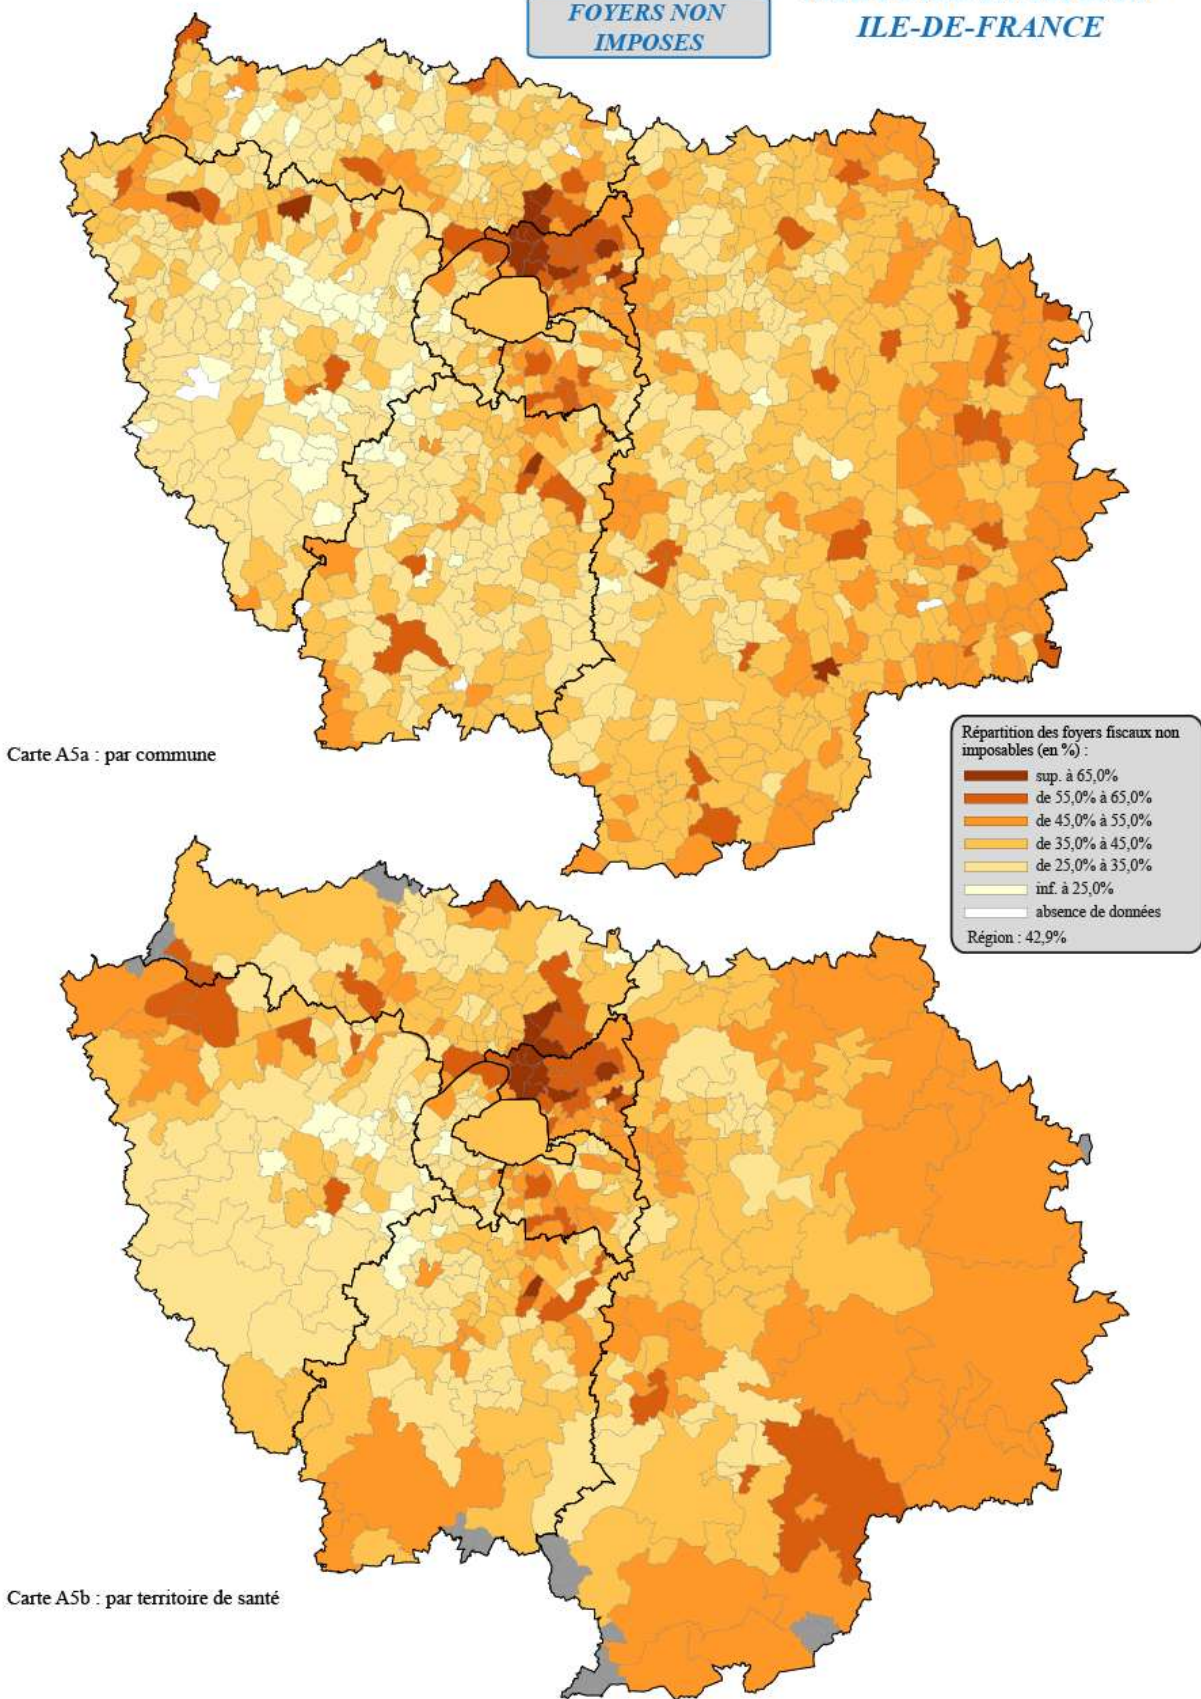 FOYERS NON
IMPOSES
ILE-DE-FRANCE
Carte A5a : par commune
Répartition des foyers fiscaux non
imposables (en %) :
sup. à 65,0%
de 55,0% à 65,0%
de 45,0% à 55,0%
de 35,0% à 45,0%
de 25,0% à 35,0%
inf. à 25,0%
absence de données
Région : 42,9%
Carte A5b : par territoire de santé